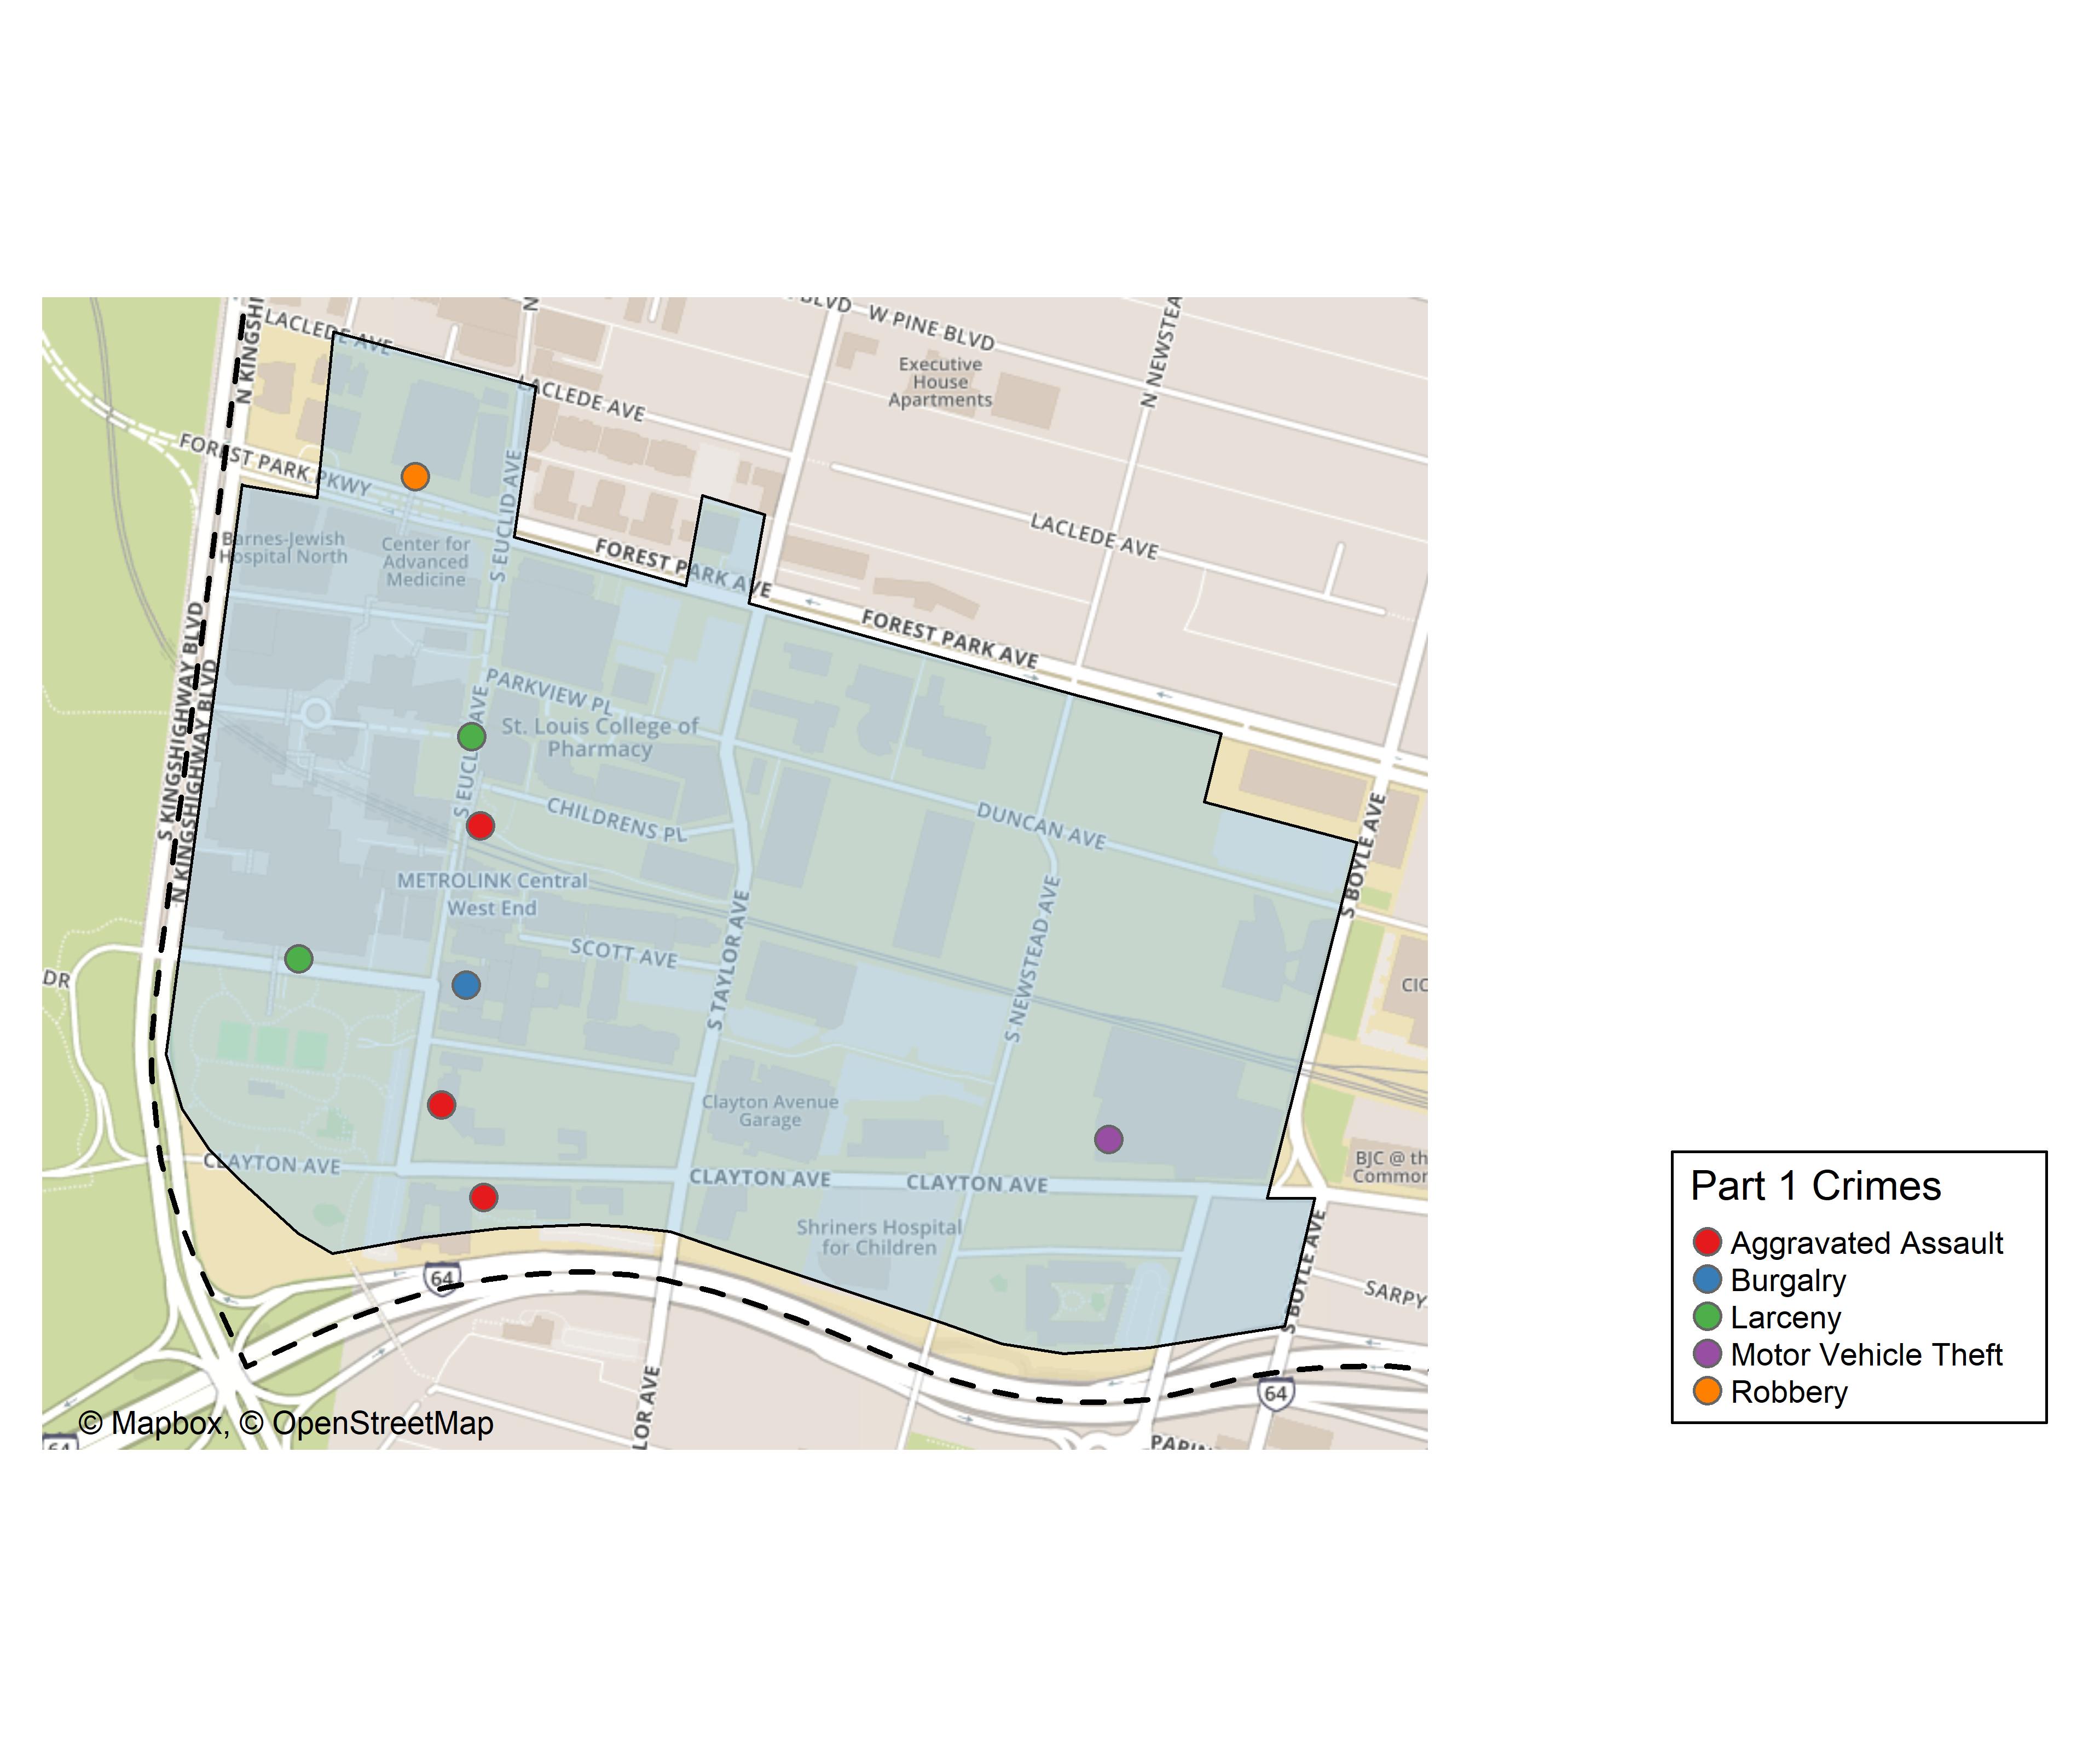 N KINGSHI
LACLEDE AVE
N
BLVD
W PINE BLVD
N NEWSTEA
Executive
House
Apartments
LACLEDE AVE
FOREST PARK PKWY
S EUCLID AVE
LACLEDE AVE
Barnes-Jewish
Hospital North
Center for
Advanced
Medicine
FOREST PARK AVE
FOREST PARK AVE
S KINGSHIGHWAY BLVD
N KINGSHIGHWAY BLVD
PARKVIEW PL
St. Louis College of
Pharmacy
S EUCLID AVE
CHILDRENS PL
DUNCAN AVE
S BOYLE AVE
METROLINK Central
West End
SCOTT AVE
S TAYLOR AVE
S NEWSTEAD AVE
DR
CIC
Clayton Avenue
Garage
CLAYTON AVE
CLAYTON AVE
CLAYTON AVE
BJC @ th
Common
Shriners Hospital
for Children
S BOYLE AVE
SARPY
64
64
LOR AVE
PAPIN
64
© Mapbox, © OpenStreetMap
Part 1 Crimes
Aggravated Assault
Burgalry
Larceny
Motor Vehicle Theft
Robbery